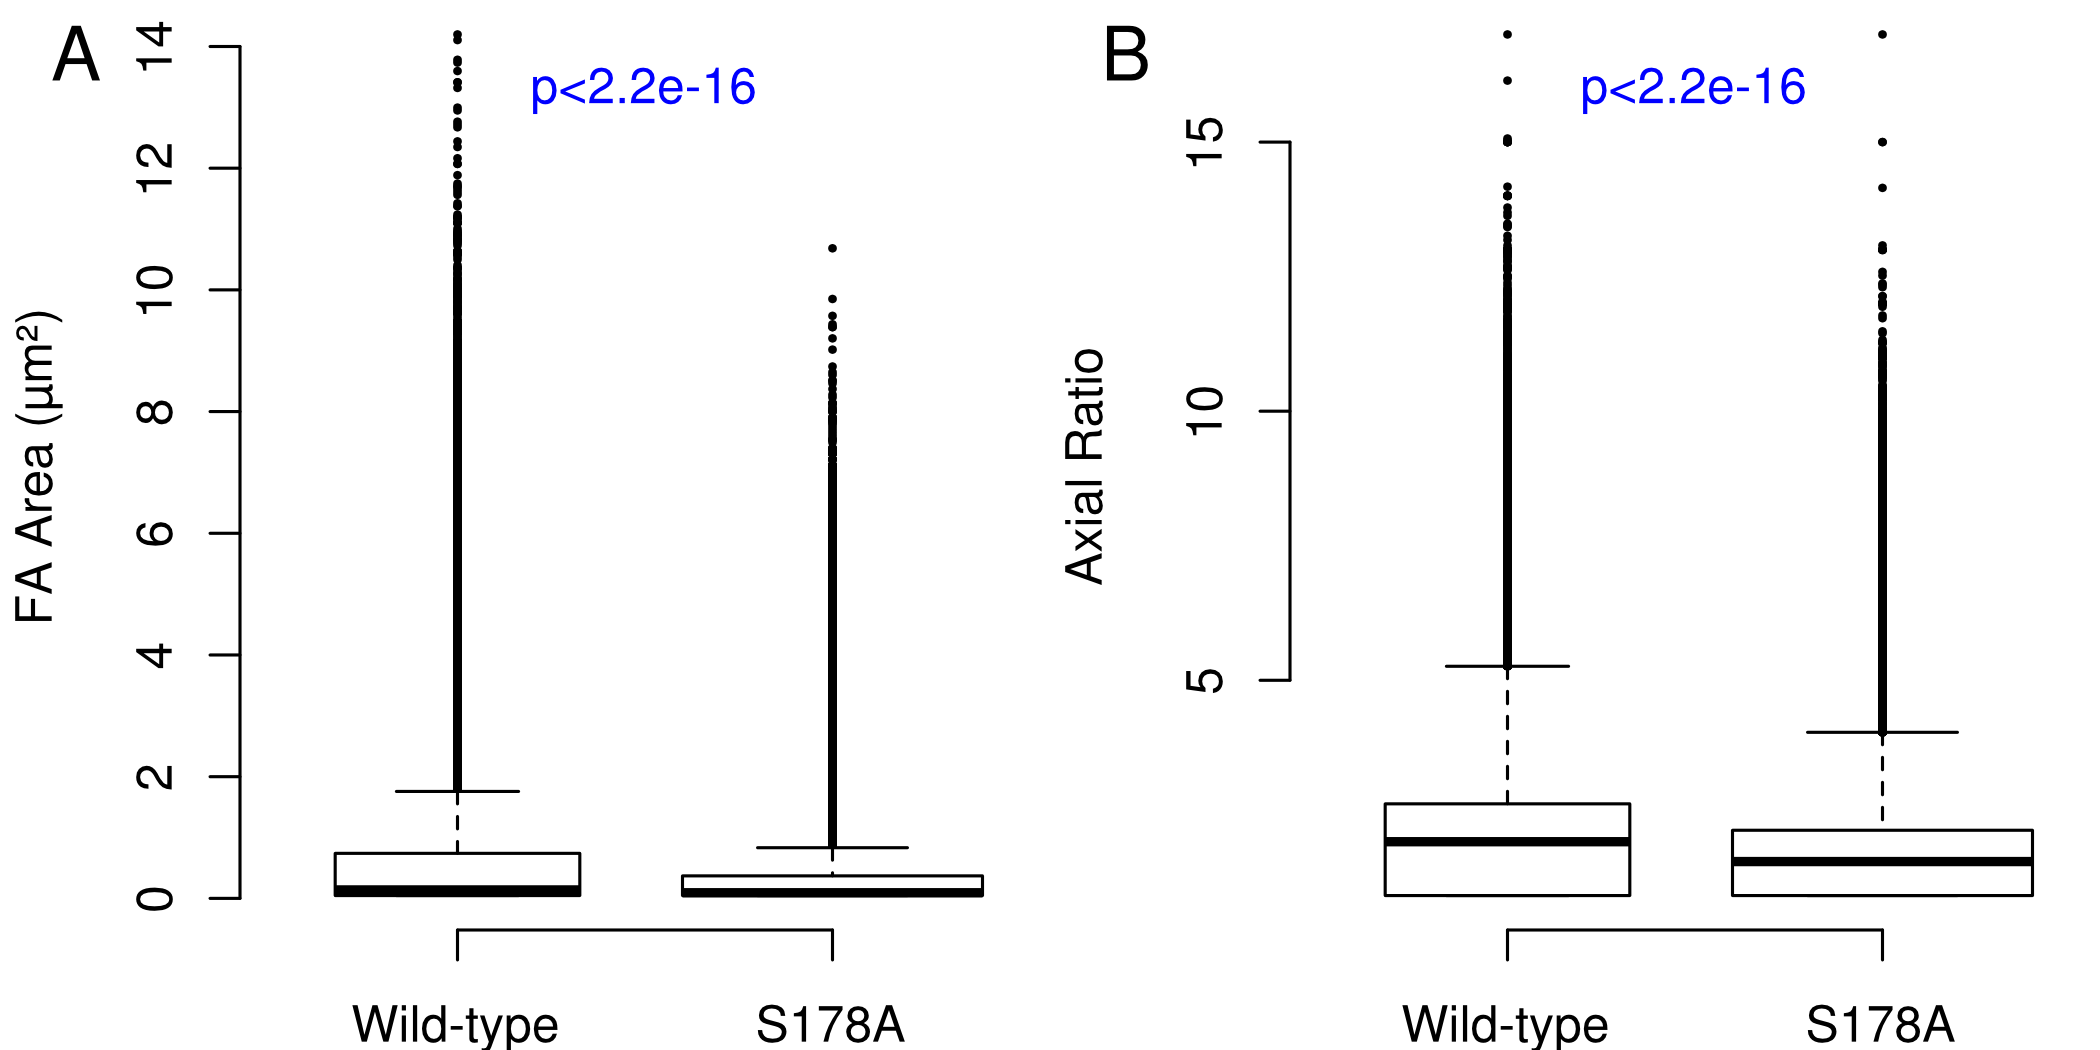 A
p<2.2e-16
FA Area (µm²)
14
12
10
8
6
4
2
0
Wild-type
S178A
B
p<2.2e-16
Axial Ratio
15
10
5
Wild-type
S178A